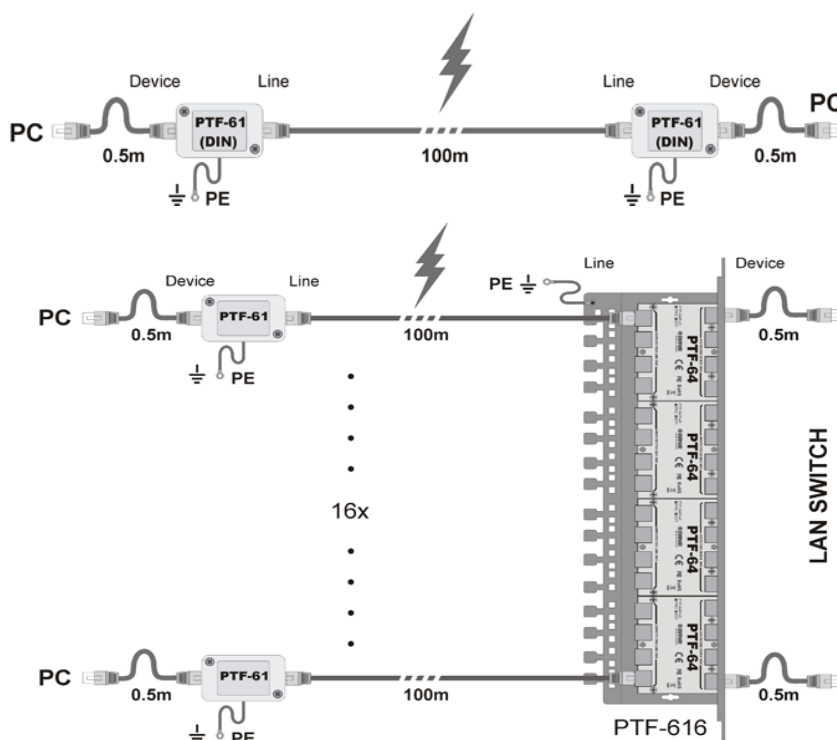 Device Line Line Device
PC PTF-61 PTF-61 PC
(DIN) (DIN)
0.5m 100m 0.5m
PE PE
Device Line PE Line Device
PC PTF-61
0.5m 100m 0.5m
PE
PTF-64
PTF-64
16x
PTF-64
PTF-64
LAN SWITCH
PC PTF-61
0.5m 100m 0.5m
PE
PTF-616